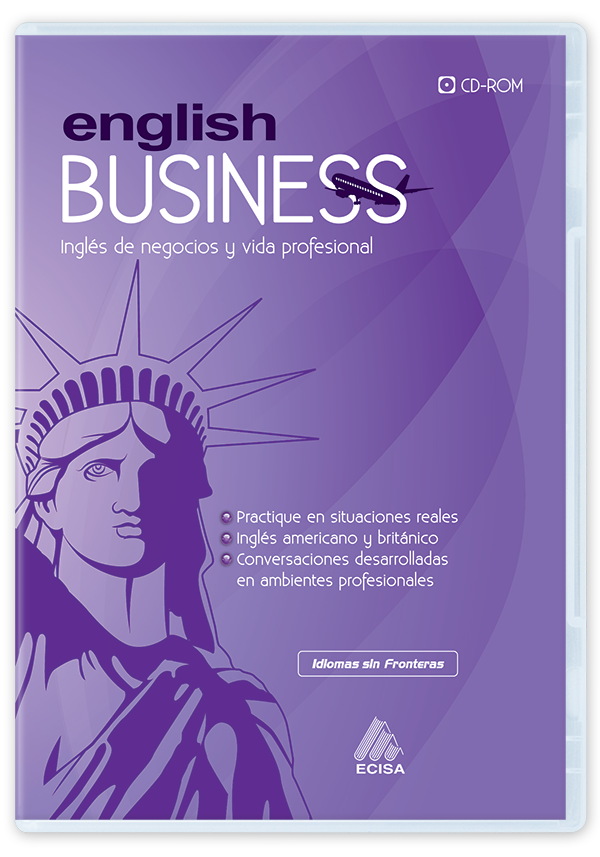 CD-ROM
english
BUSINESS
Inglés de negocios y vida profesional
Practique en situaciones reales
Inglés americano y británico
Conversaciones desarrolladas
en ambientes profesionales
Idiomas sin Fronteras
ECISA